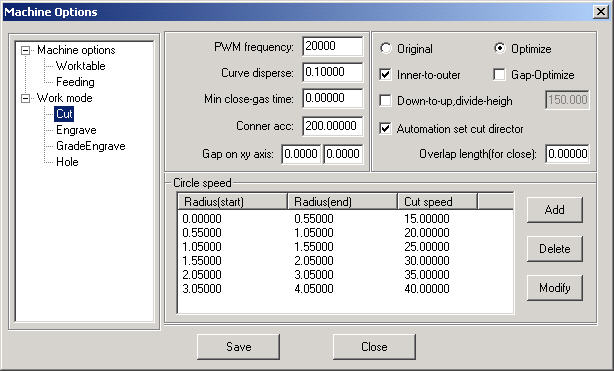 Machine Options
Machine options
Worktable
Feeding
Work mode
Cut
Engrave
GradeEngrave
Hole
PWM frequency: 20000
Curve disperse: 0.10000
Min close-gas time: 0.00000
Conner acc: 200.00000
Gap on xy axis: 0.0000 0.0000
Original Optimize
Inner-to-outer Gap-Optimize
Down-to-up,divide-heigh 150.000
Automation set cut director
Overlap length(for close): 0.00000
Circle speed
Radius(start) Radius(end) Cut speed
0.00000 0.55000 15.00000
0.55000 1.05000 20.00000
1.05000 1.55000 25.00000
1.55000 2.05000 30.00000
2.05000 3.05000 35.00000
3.05000 4.05000 40.00000
Add
Delete
Modify
Save Close